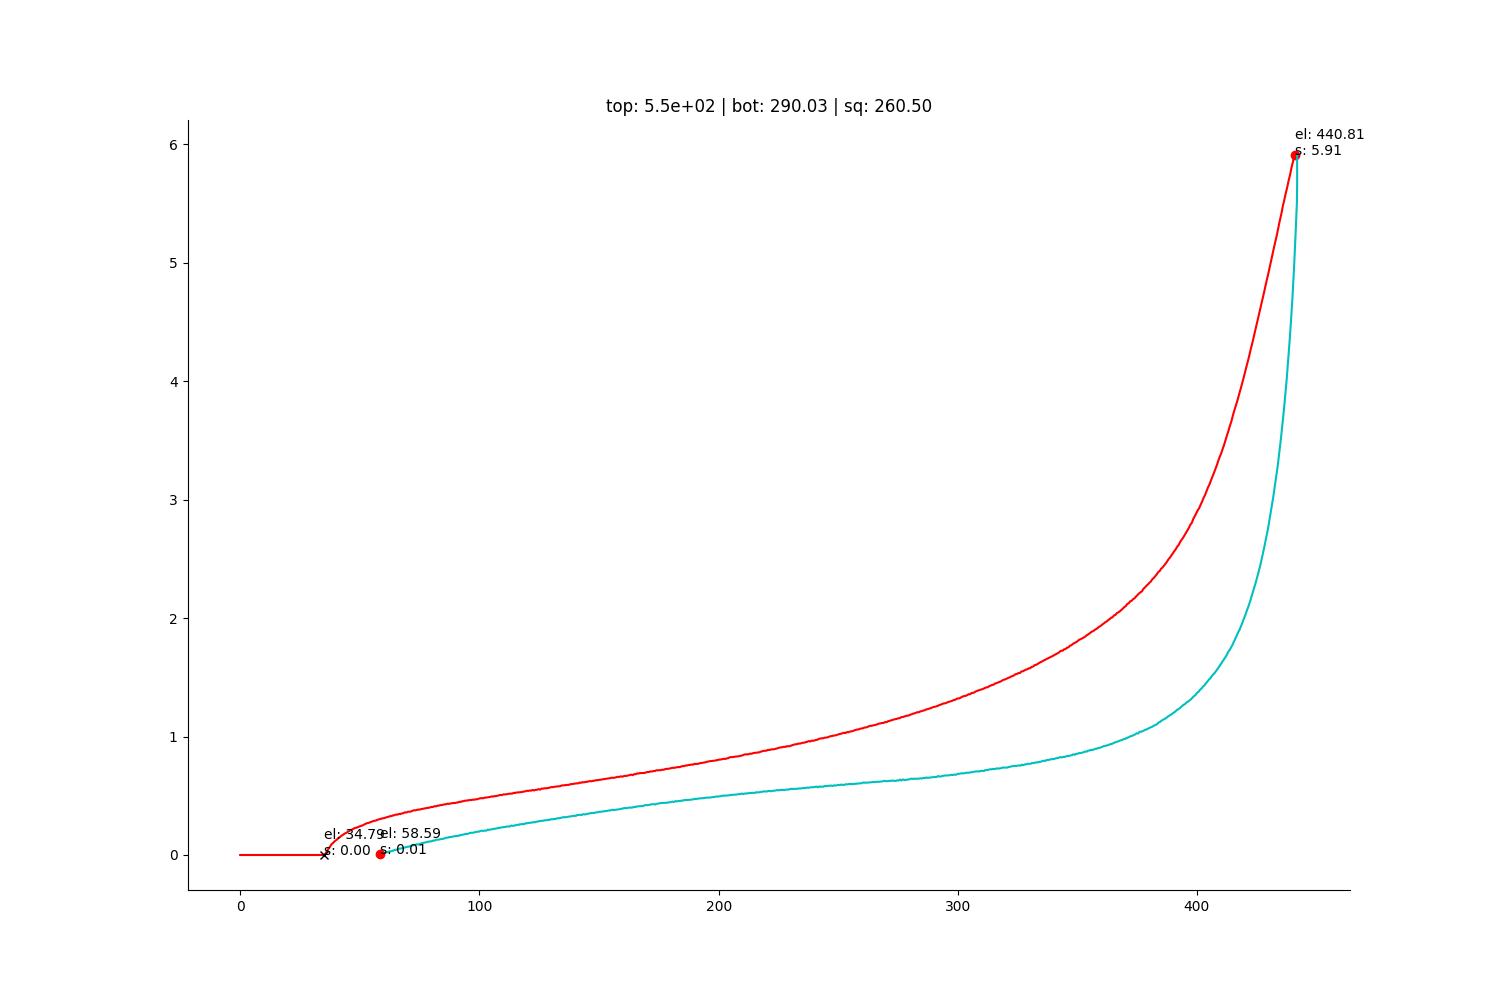 top: 5.5e+02 | bot: 290.03 | sq: 260.50
el: 440.81
s: 5.91
6
5
4
3
2
1
0
el: 34.79
s: 0.00
el: 58.59
s: 0.01
0
100
200
300
400